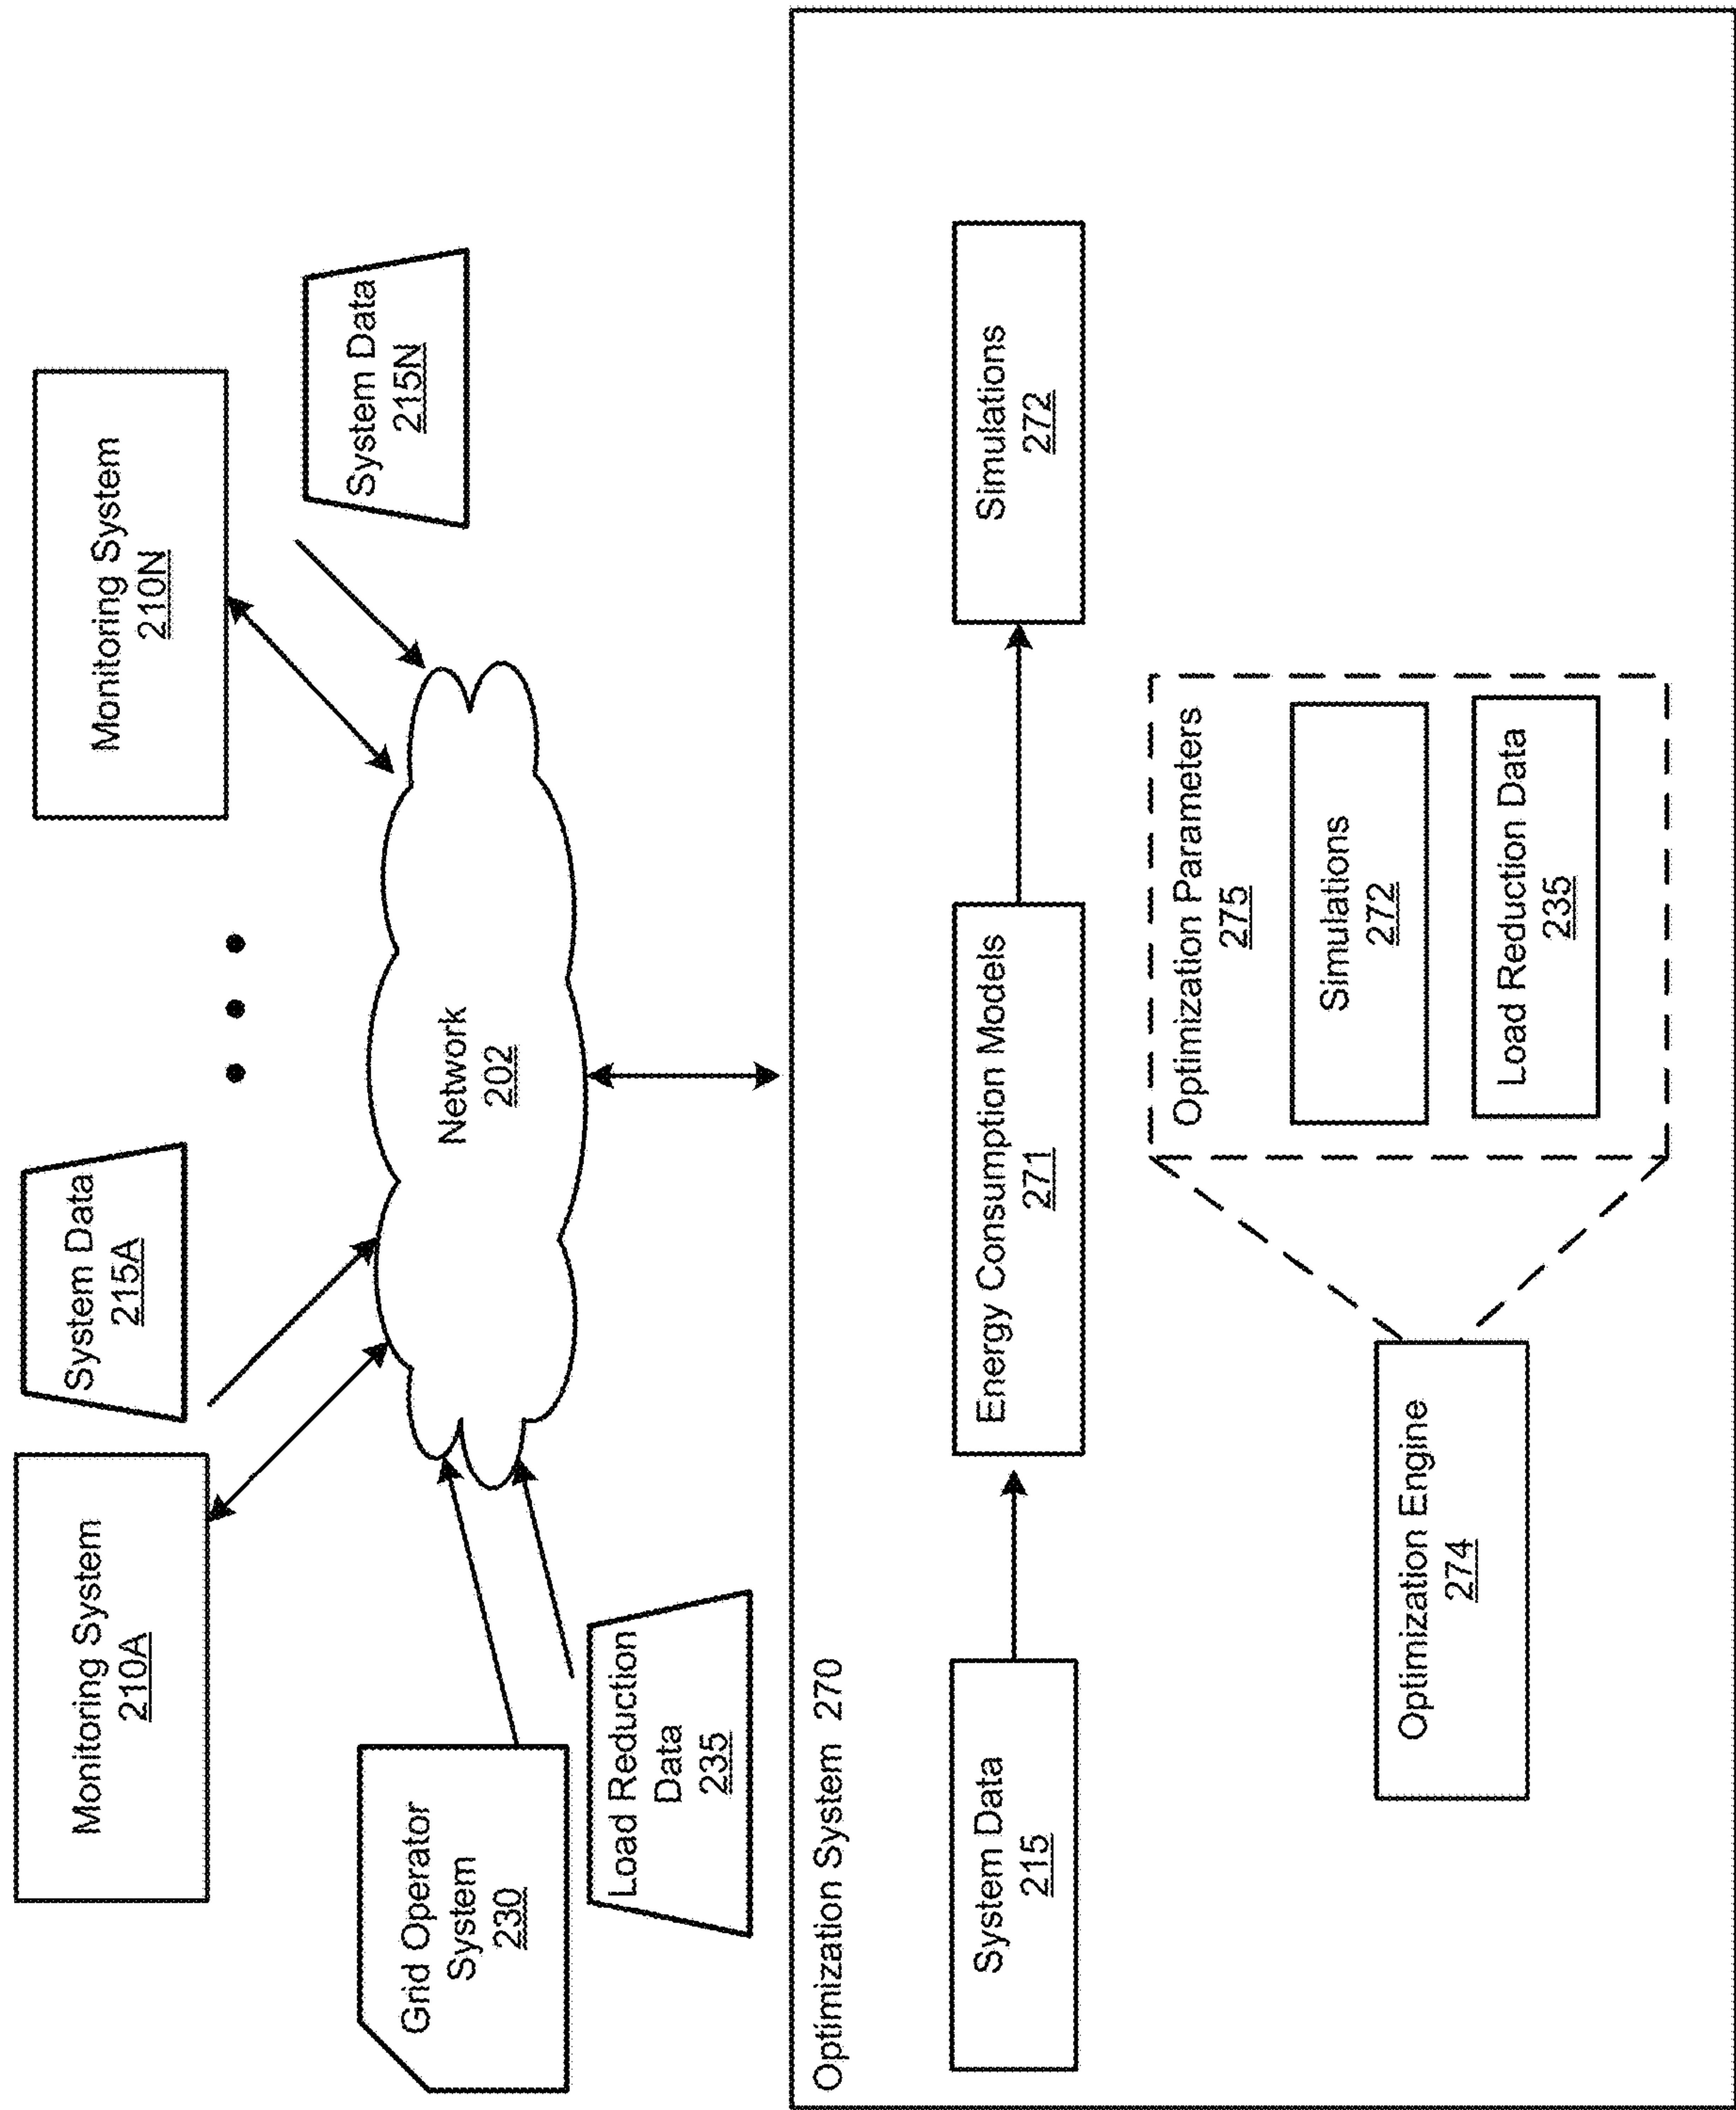 Monitoring System
210A
System Data
215A
Monitoring System
210N
System Data
215N
Grid Operator
System
230
Load Reduction
Data
235
Network
202
Optimization System 270
System Data
215
Energy Consumption Models
271
Simulations
272
Optimization Engine
274
Optimization Parameters
275
Simulations
272
Load Reduction Data
235